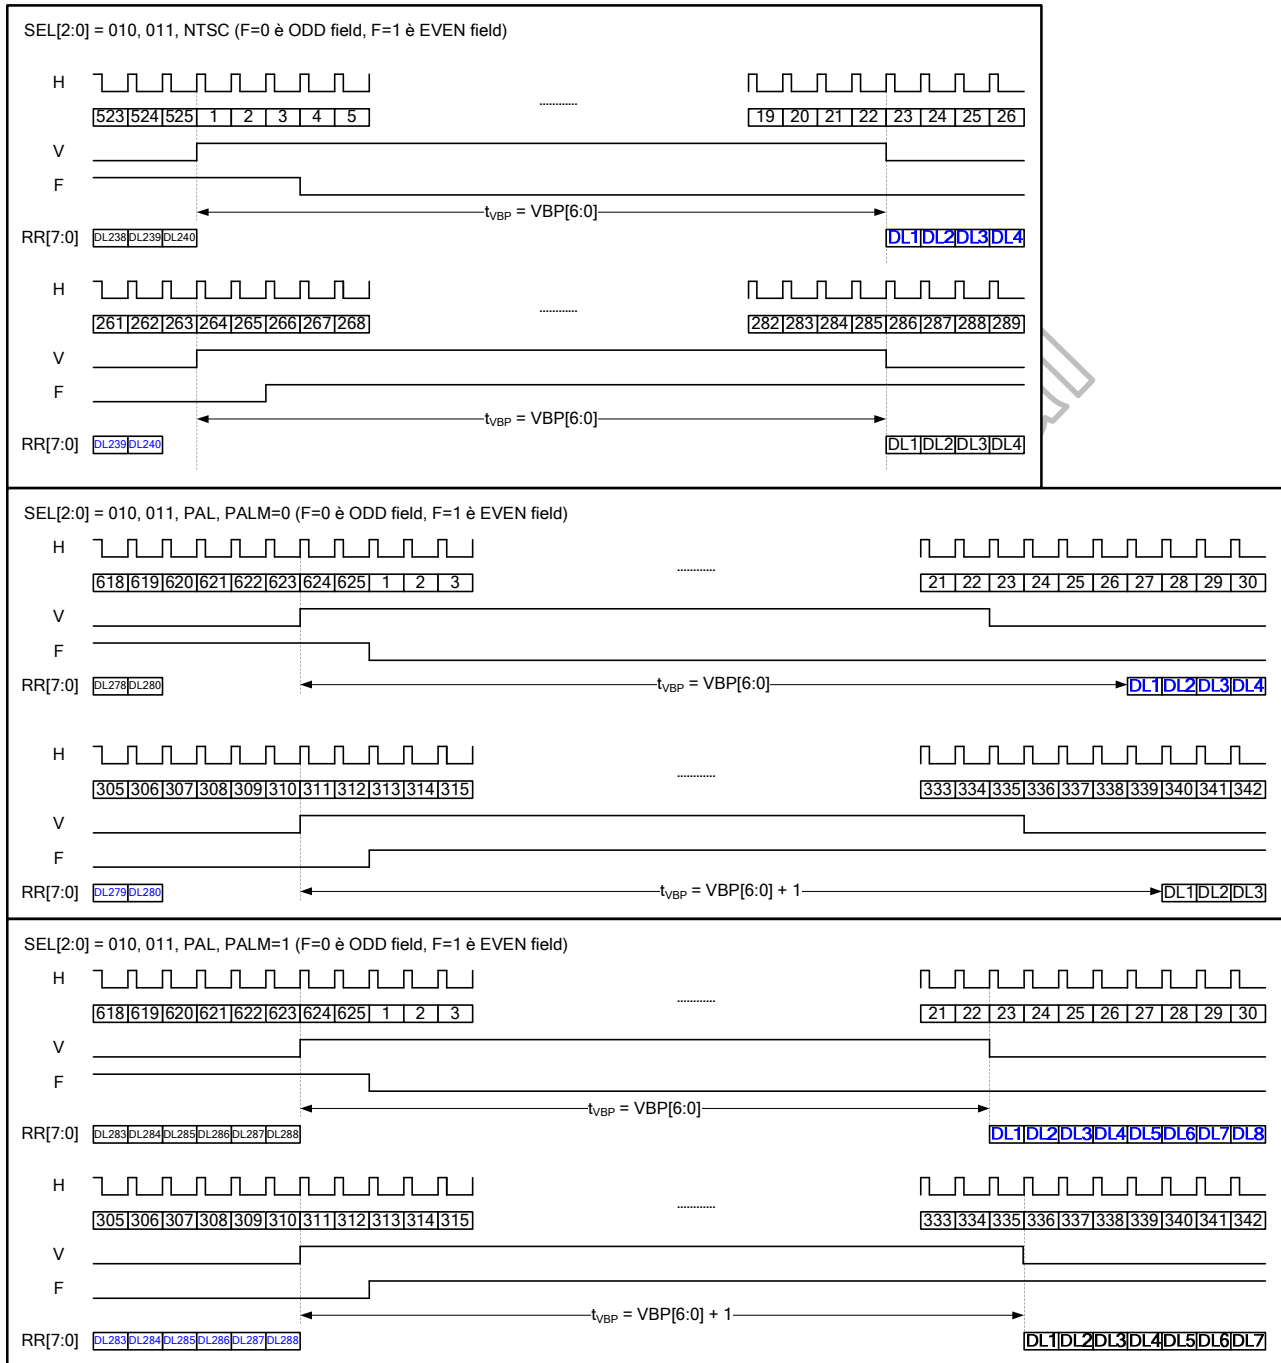 SEL[2:0] = 010, 011, NTSC (F=0 è ODD field, F=1 è EVEN field)
H
523 524 525 1 2 3 4 5 ............ 19 20 21 22 23 24 25 26
V
F
tVBP = VBP[6:0]
RR[7:0] DL238 DL239 DL240 DL1 DL2 DL3 DL4
H
261 262 263 264 265 266 267 268 ............ 282 283 284 285 286 287 288 289
V
F
tVBP = VBP[6:0]
RR[7:0] DL239 DL240 DL1 DL2 DL3 DL4
SEL[2:0] = 010, 011, PAL, PALM=0 (F=0 è ODD field, F=1 è EVEN field)
H
618 619 620 621 622 623 624 625 1 2 3 ............ 21 22 23 24 25 26 27 28 29 30
V
F
RR[7:0] DL278 DL280 tVBP = VBP[6:0] DL1 DL2 DL3 DL4
H
305 306 307 308 309 310 311 312 313 314 315 ............ 333 334 335 336 337 338 339 340 341 342
V
F
RR[7:0] DL279 DL280 tVBP = VBP[6:0] + 1 DL1 DL2 DL3
SEL[2:0] = 010, 011, PAL, PALM=1 (F=0 è ODD field, F=1 è EVEN field)
H
618 619 620 621 622 623 624 625 1 2 3 ............ 21 22 23 24 25 26 27 28 29 30
V
F
tVBP = VBP[6:0]
RR[7:0] DL283 DL284 DL285 DL286 DL287 DL288 DL1 DL2 DL3 DL4 DL5 DL6 DL7 DL8
H
305 306 307 308 309 310 311 312 313 314 315 ............ 333 334 335 336 337 338 339 340 341 342
V
F
tVBP = VBP[6:0] + 1
RR[7:0] DL283 DL284 DL285 DL286 DL287 DL288 DL1 DL2 DL3 DL4 DL5 DL6 DL7